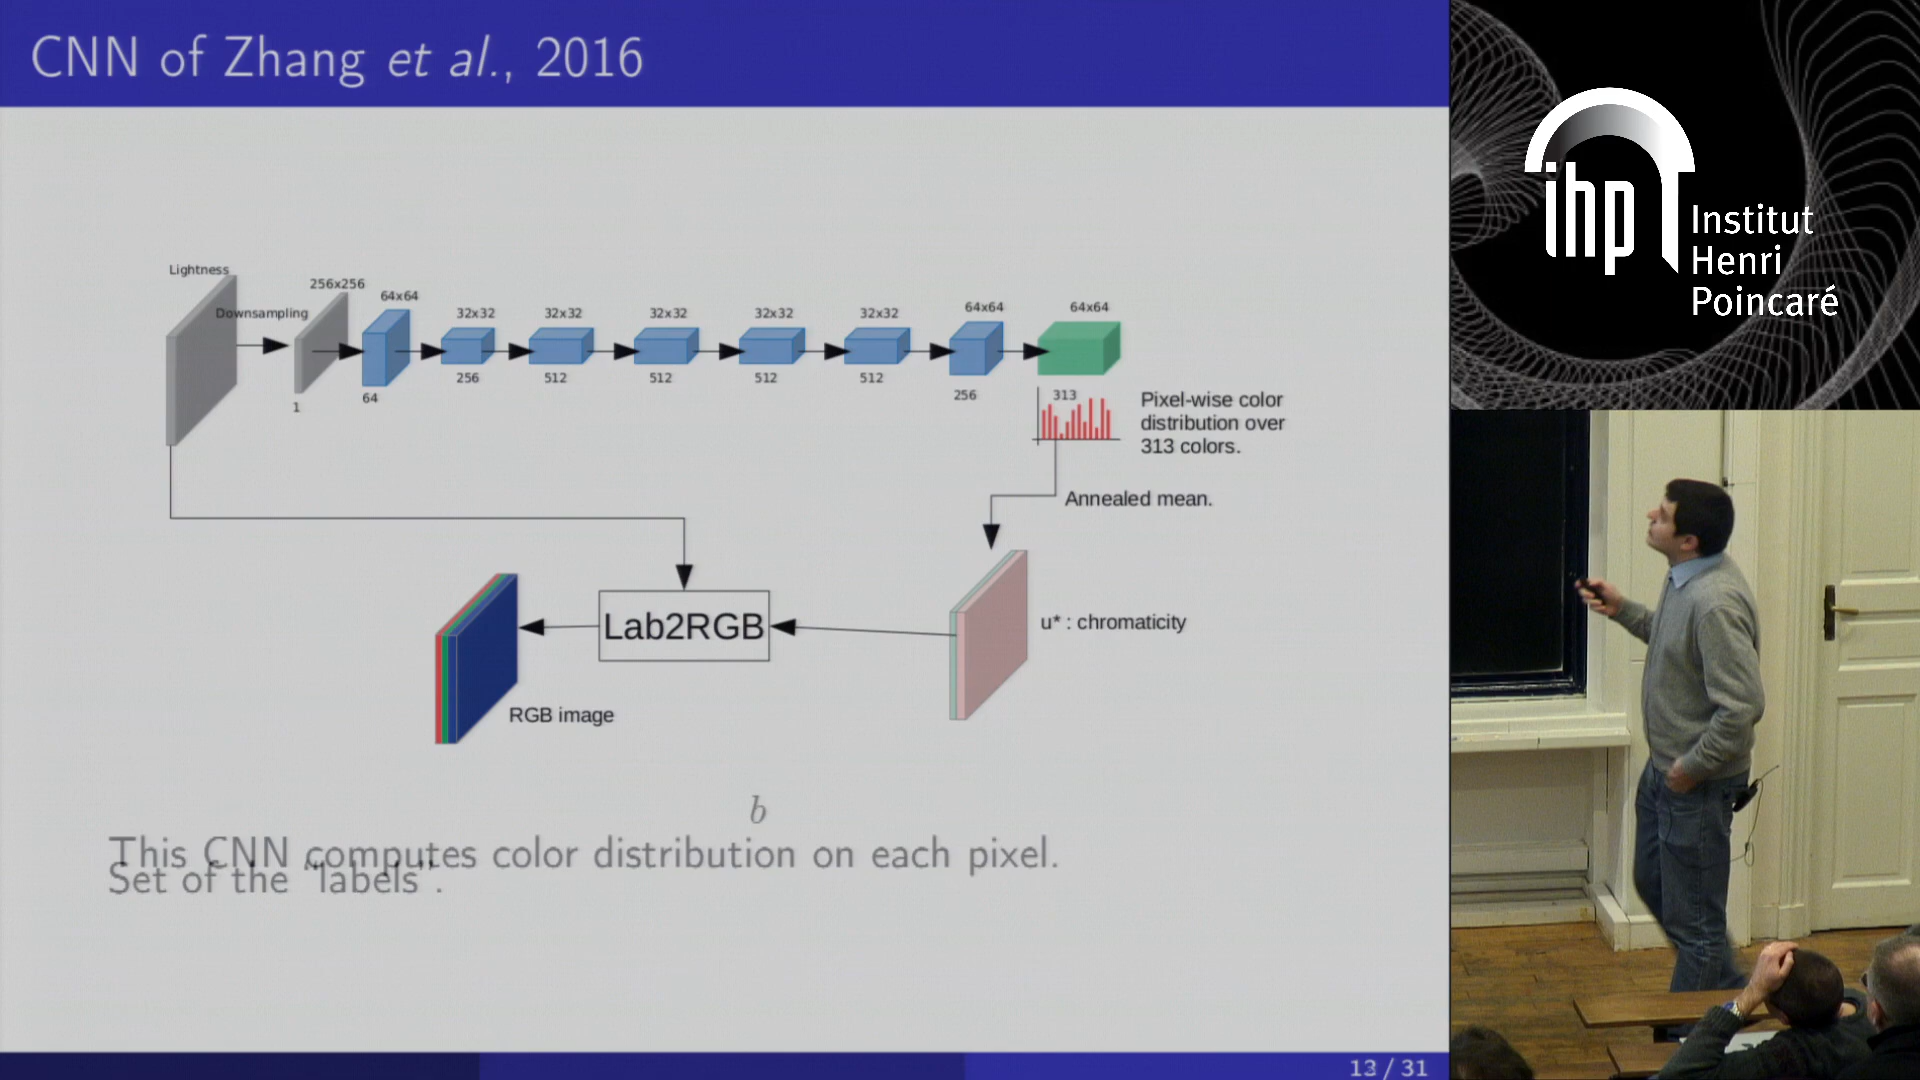 CNN of Zhang et al., 2016
Lightness
Downsampling
256x256
1
64x64
64
32x32
256
32x32
512
32x32
512
32x32
512
32x32
512
64x64
256
64x64
313
Pixel-wise color
distribution over
313 colors.
Annealed mean.
u* : chromaticity
Lab2RGB
RGB image
b
This CNN computes color distribution on each pixel.
Set of the “labels”.
13 / 31
ihp
Institut
Henri
Poincaré